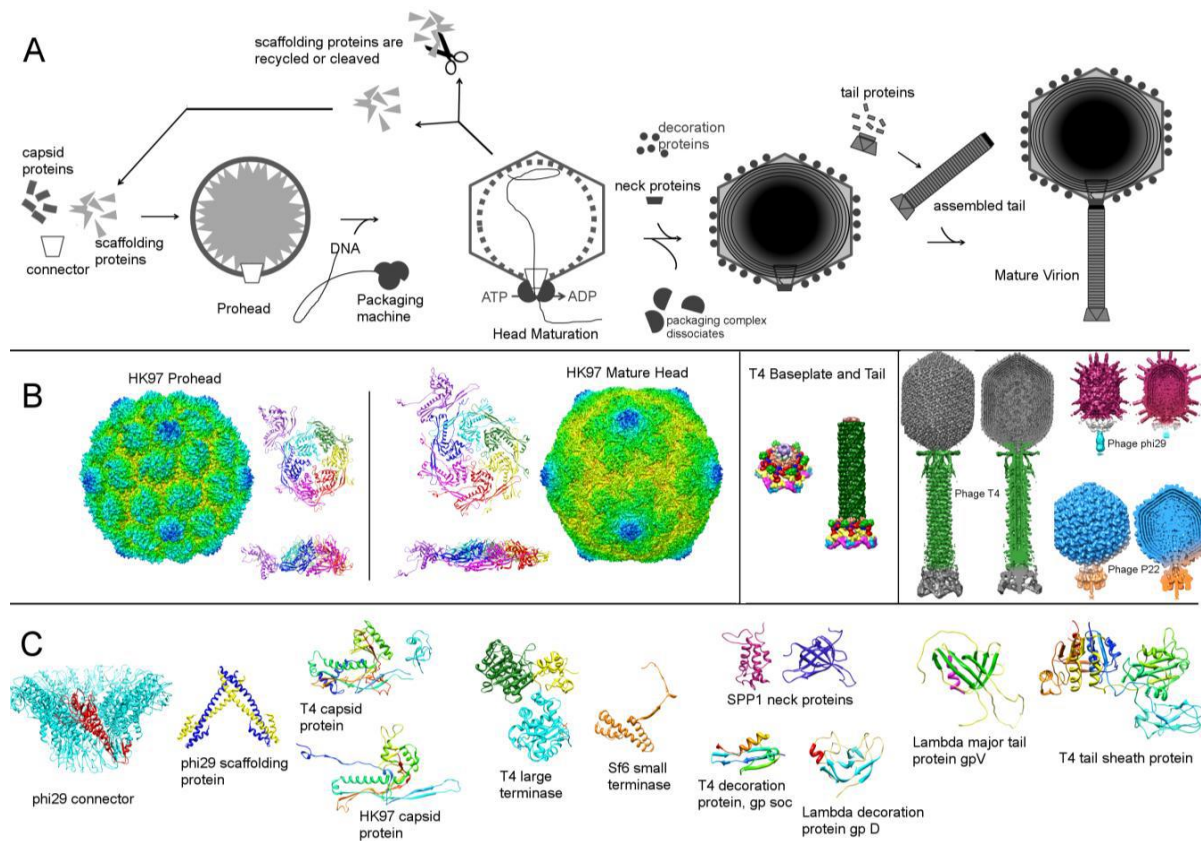 A
scaffolding proteins are
recycled or cleaved
capsid
proteins
scaffolding
proteins
connector
Prohead
DNA
Packaging
machine
ATP
ADP
Head Maturation
decoration
proteins
neck proteins
packaging complex
dissociates
tail proteins
assembled tail
Mature Virion
B
HK97 Prohead
HK97 Mature Head
T4 Baseplate and Tail
Phage T4
Phage phi29
Phage P22
C
phi29 connector
phi29 scaffolding
protein
T4 capsid
protein
HK97 capsid
protein
T4 large
terminase
Sf6 small
terminase
SPP1 neck proteins
T4 decoration
protein, gp soc
Lambda decoration
protein gp D
Lambda major tail
protein gpV
T4 tail sheath protein